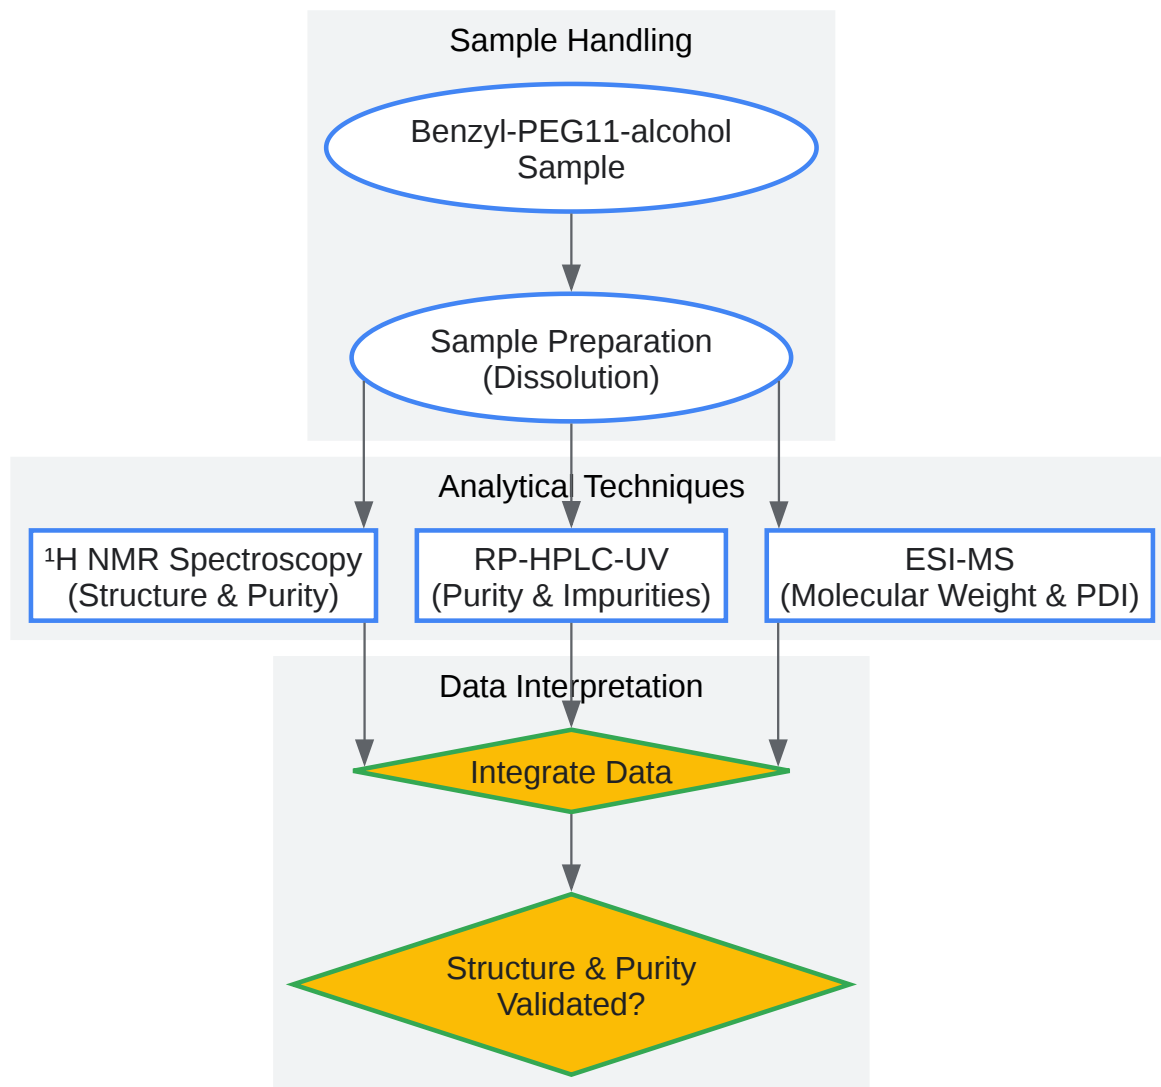 Sample Handling
Benzyl-PEG11-alcohol
Sample
Sample Preparation
(Dissolution)
Analytical Techniques
¹H NMR Spectroscopy
(Structure & Purity)
RP-HPLC-UV
(Purity & Impurities)
ESI-MS
(Molecular Weight & PDI)
Data Interpretation
Integrate Data
Structure & Purity
Validated?